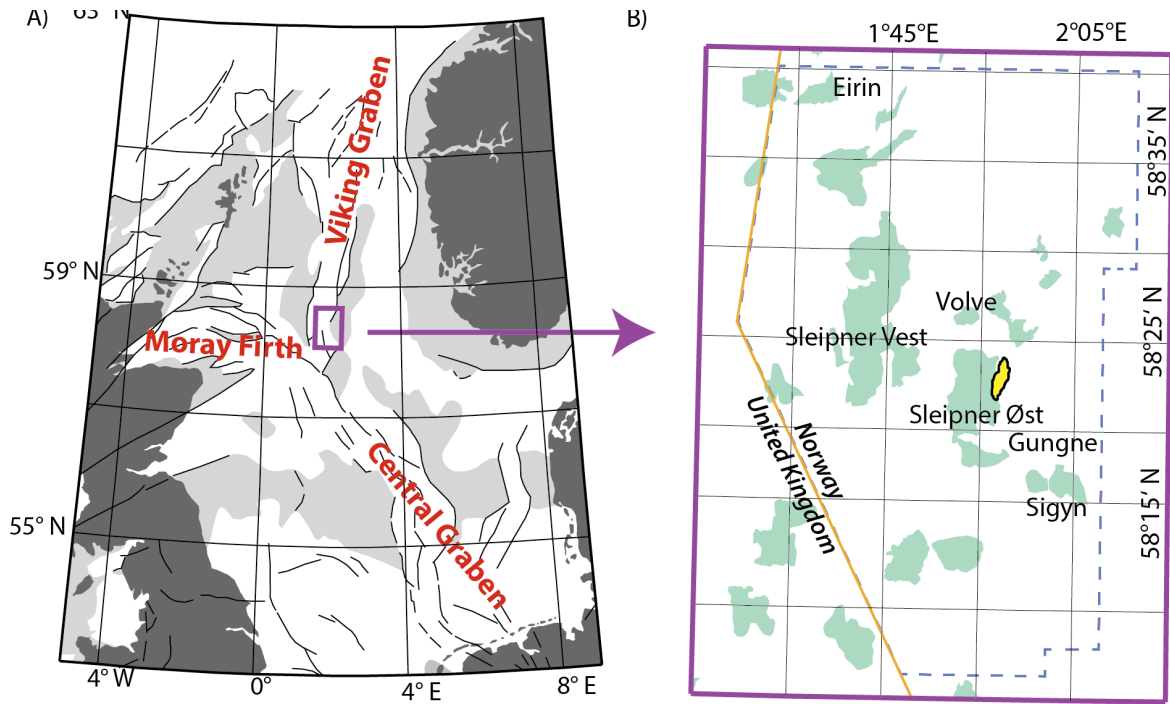 A)
63° N
Viking Graben
59° N
Moray Firth
Central Graben
55° N
4° W
0°
4° E
8° E
B)
1°45'E
2°05'E
Eirin
58°35' N
Volve
58°25' N
Sleipner Vest
Sleipner Øst
Gungne
Norway
United Kingdom
Sigyn
58°15' N